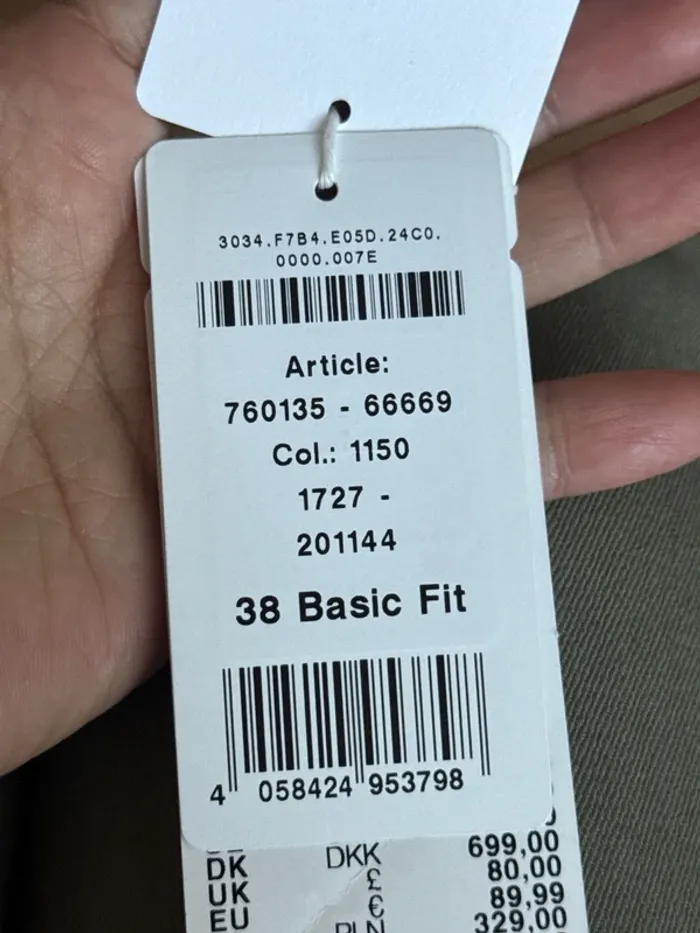 3034.F7B4.E05D.24C0.
0000.007E
Article:
760135 - 66669
Col.: 1150
1727 -
201144
38 Basic Fit
4 058424 953798
DK DKK 699,00
UK £ 80,00
EU € 89,99
PLN 329,00